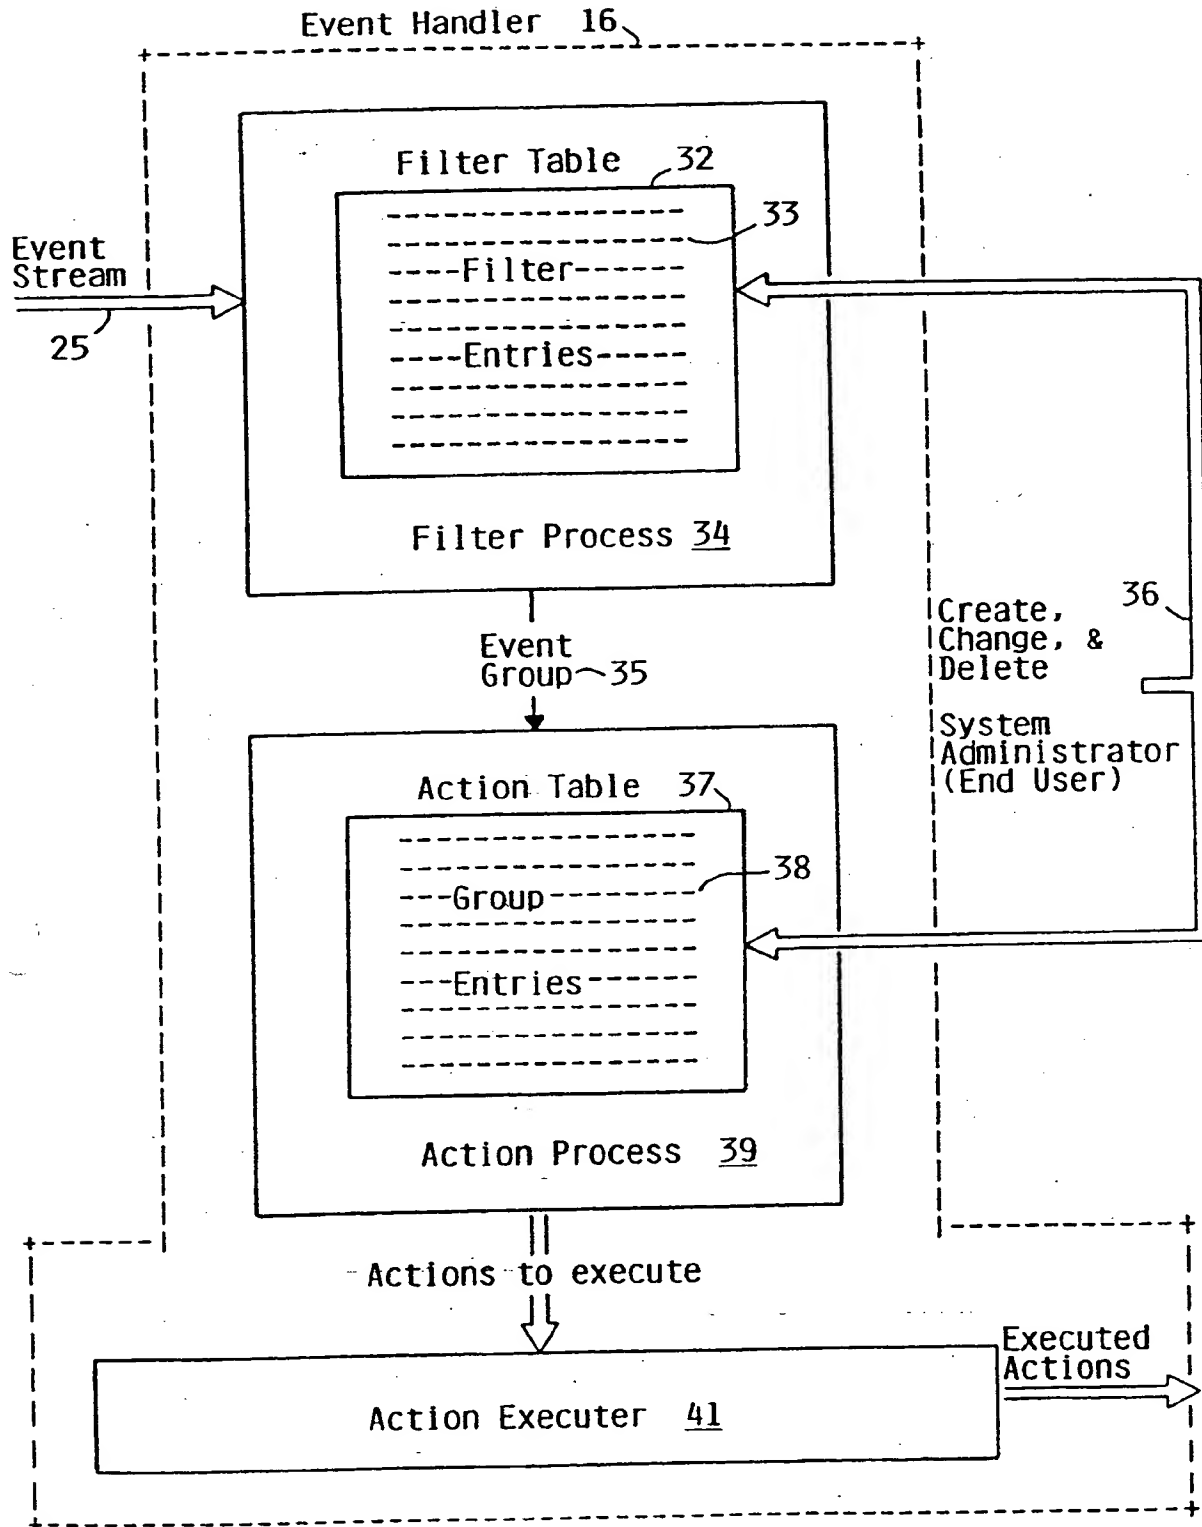 Event Handler 16
Filter Table 32
33
Filter
Entries
Event
Stream
25
Filter Process 34
Event
Group 35
Create,
Change, &
Delete
36
System
Administrator
(End User)
Action Table 37
38
Group
Entries
Action Process 39
Actions to execute
Executed
Actions
Action Executer 41